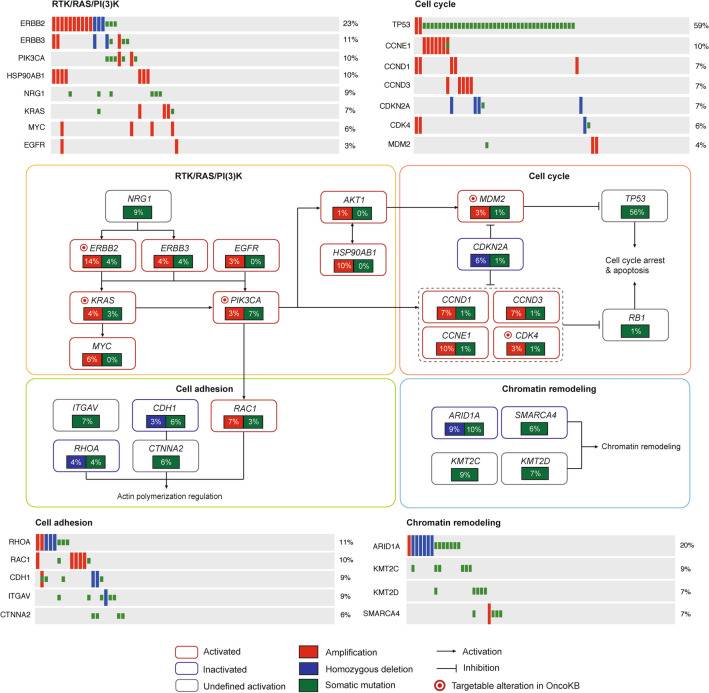 RTK/RAS/PI(3)K
ERBB2 23%
ERBB3 11%
PIK3CA 10%
HSP90AB1 10%
NRG1 9%
KRAS 7%
MYC 6%
EGFR 3%
Cell cycle
TP53 59%
CCNE1 10%
CCND1 7%
CCND3 7%
CDKN2A 7%
CDK4 6%
MDM2 4%
RTK/RAS/PI(3)K
NRG1
9%
ERBB2
14% 4%
ERBB3
4% 4%
EGFR
3% 0%
KRAS
4% 3%
PIK3CA
3% 7%
MYC
6% 0%
AKT1
1% 0%
HSP90AB1
10% 0%
Cell cycle
MDM2
3% 1%
TP53
56%
CDKN2A
6% 1%
Cell cycle arrest
& apoptosis
CCND1
7% 1%
CCND3
7% 1%
CCNE1
10% 1%
CDK4
3% 1%
RB1
1%
Cell adhesion
ITGAV
7%
CDH1
3% 6%
RAC1
7% 3%
RHOA
4% 4%
CTNNA2
6%
Actin polymerization regulation
Chromatin remodeling
ARID1A
9% 10%
SMARCA4
6%
KMT2C
9%
KMT2D
7%
Chromatin remodeling
Cell adhesion
RHOA 11%
RAC1 10%
CDH1 9%
ITGAV 9%
CTNNA2 6%
Chromatin remodeling
ARID1A 20%
KMT2C 9%
KMT2D 7%
SMARCA4 7%
Activated
Inactivated
Undefined activation
Amplification
Homozygous deletion
Somatic mutation
Activation
Inhibition
Targetable alteration in OncoKB